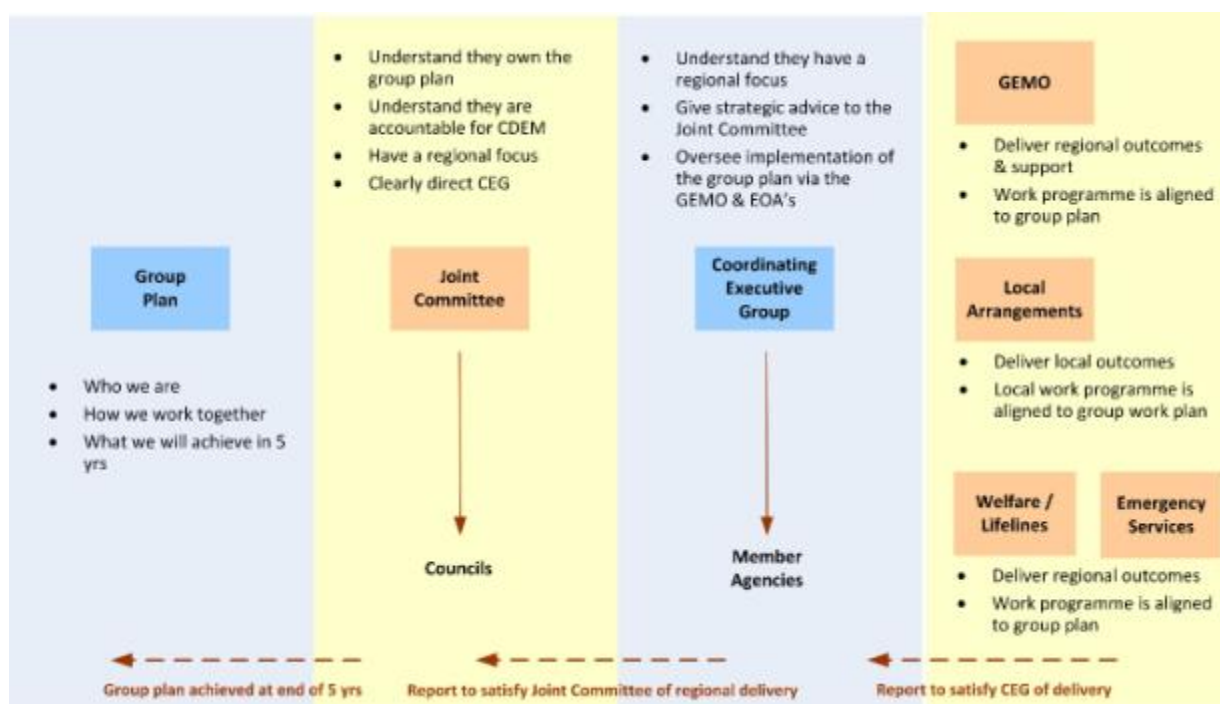 Group
Plan
• Who we are
• How we work together
• What we will achieve in 5
yrs
• Understand they own the
group plan
• Understand they are
accountable for CDEM
• Have a regional focus
• Clearly direct CEG
Joint
Committee
Councils
• Understand they have a
regional focus
• Give strategic advice to the
Joint Committee
• Oversee implementation of
the group plan via the
GEMO & EOA's
Coordinating
Executive
Group
Member
Agencies
GEMO
• Deliver regional outcomes
& support
• Work programme is aligned
to group plan
Local
Arrangements
• Deliver local outcomes
• Local work programme is
aligned to group work plan
Welfare /
Lifelines
Emergency
Services
• Deliver regional outcomes
• Work programme is aligned
to group plan
Group plan achieved at end of 5 yrs
Report to satisfy Joint Committee of regional delivery
Report to satisfy CEG of delivery